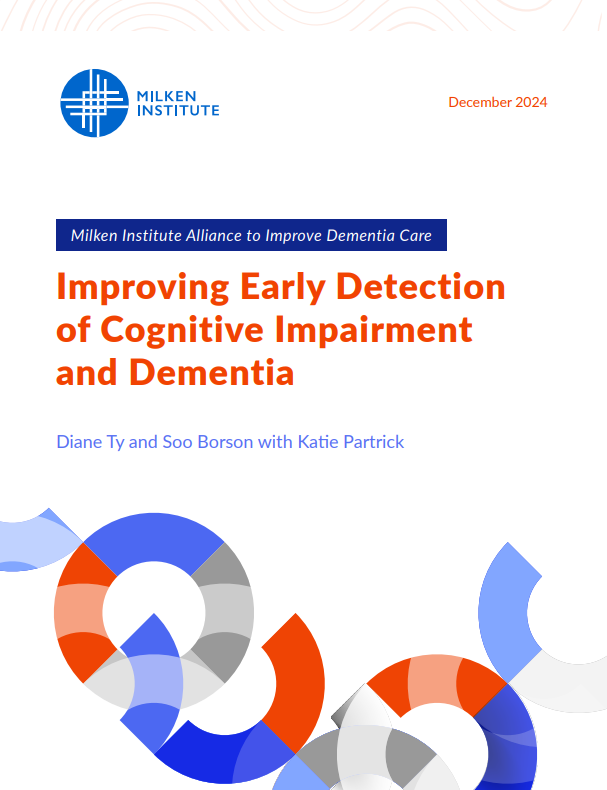 MILKEN
INSTITUTE
December 2024
Milken Institute Alliance to Improve Dementia Care
Improving Early Detection
of Cognitive Impairment
and Dementia
Diane Ty and Soo Borson with Katie Partrick